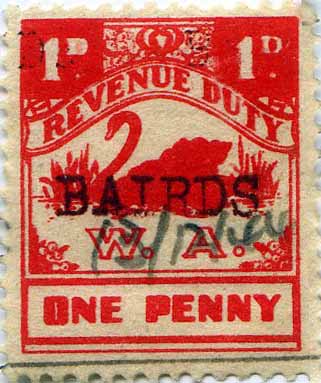 1D. 1D.
REVENUE DUTY
BAIRDS
W. A.
ONE PENNY